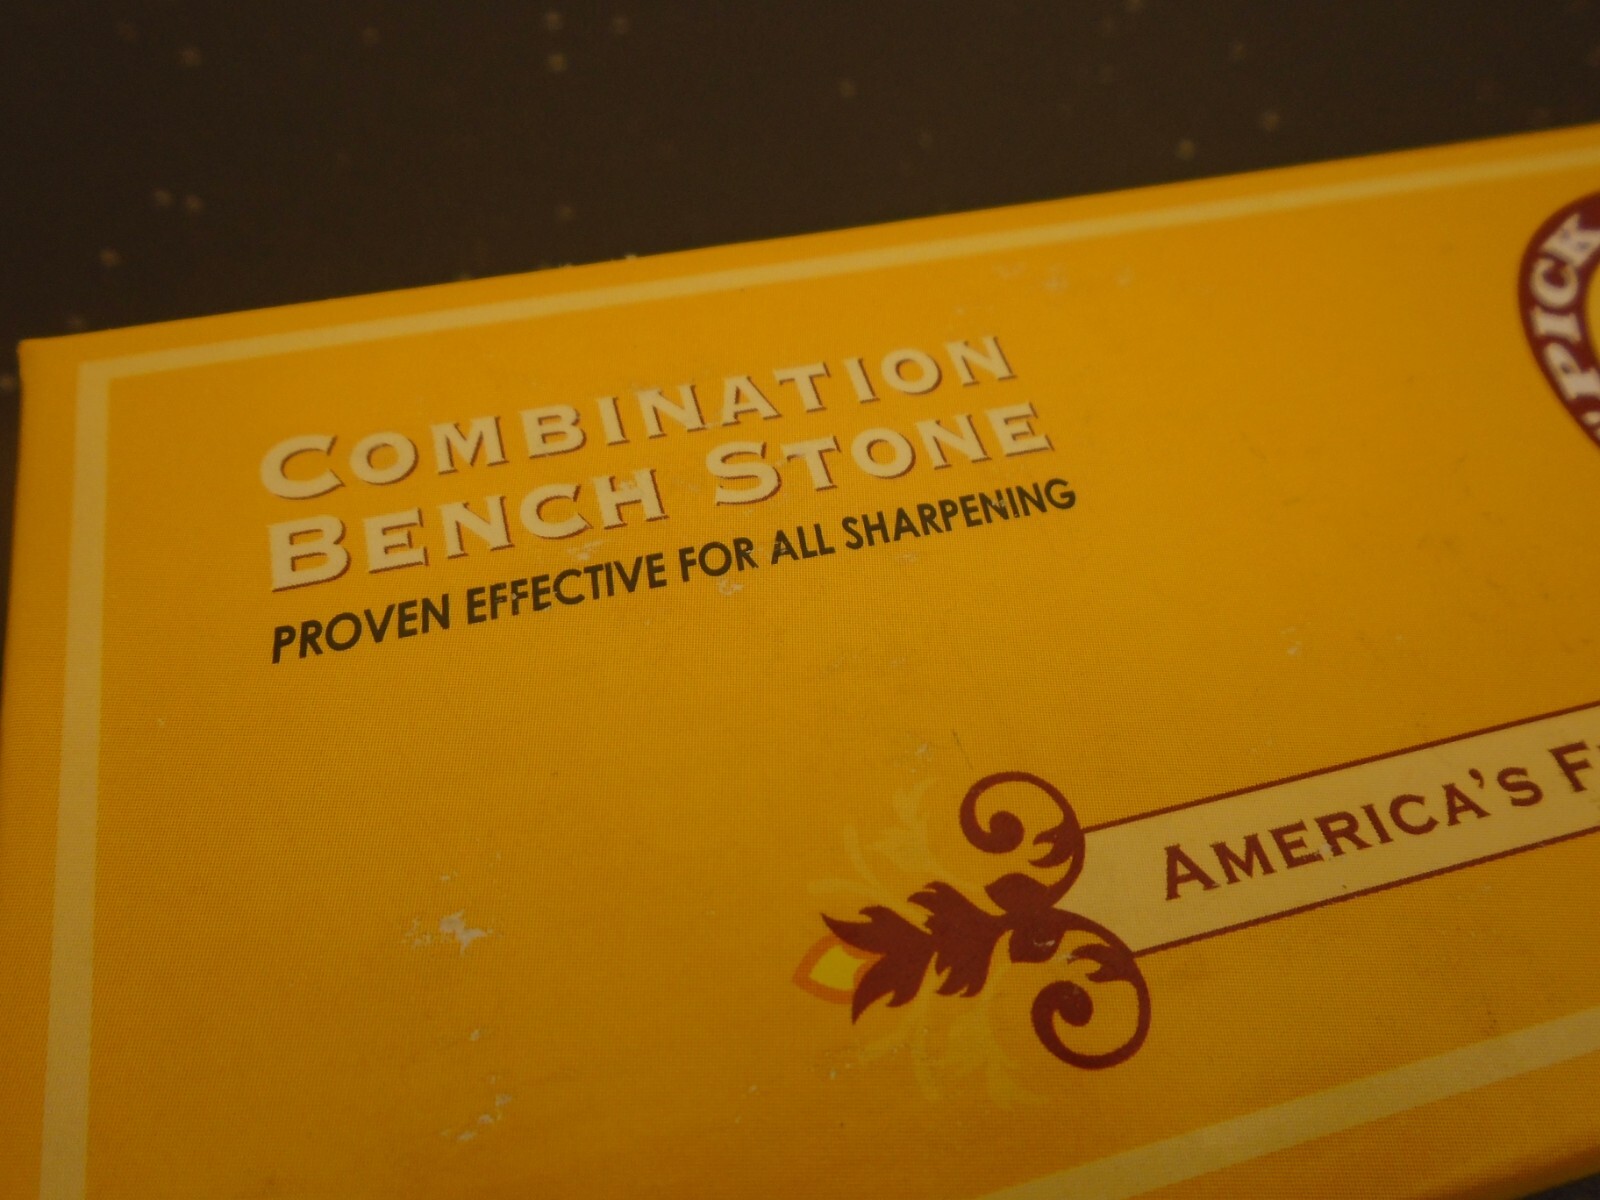 COMBINATION
BENCH STONE
PROVEN EFFECTIVE FOR ALL SHARPENING
PICK
AMERICA'S